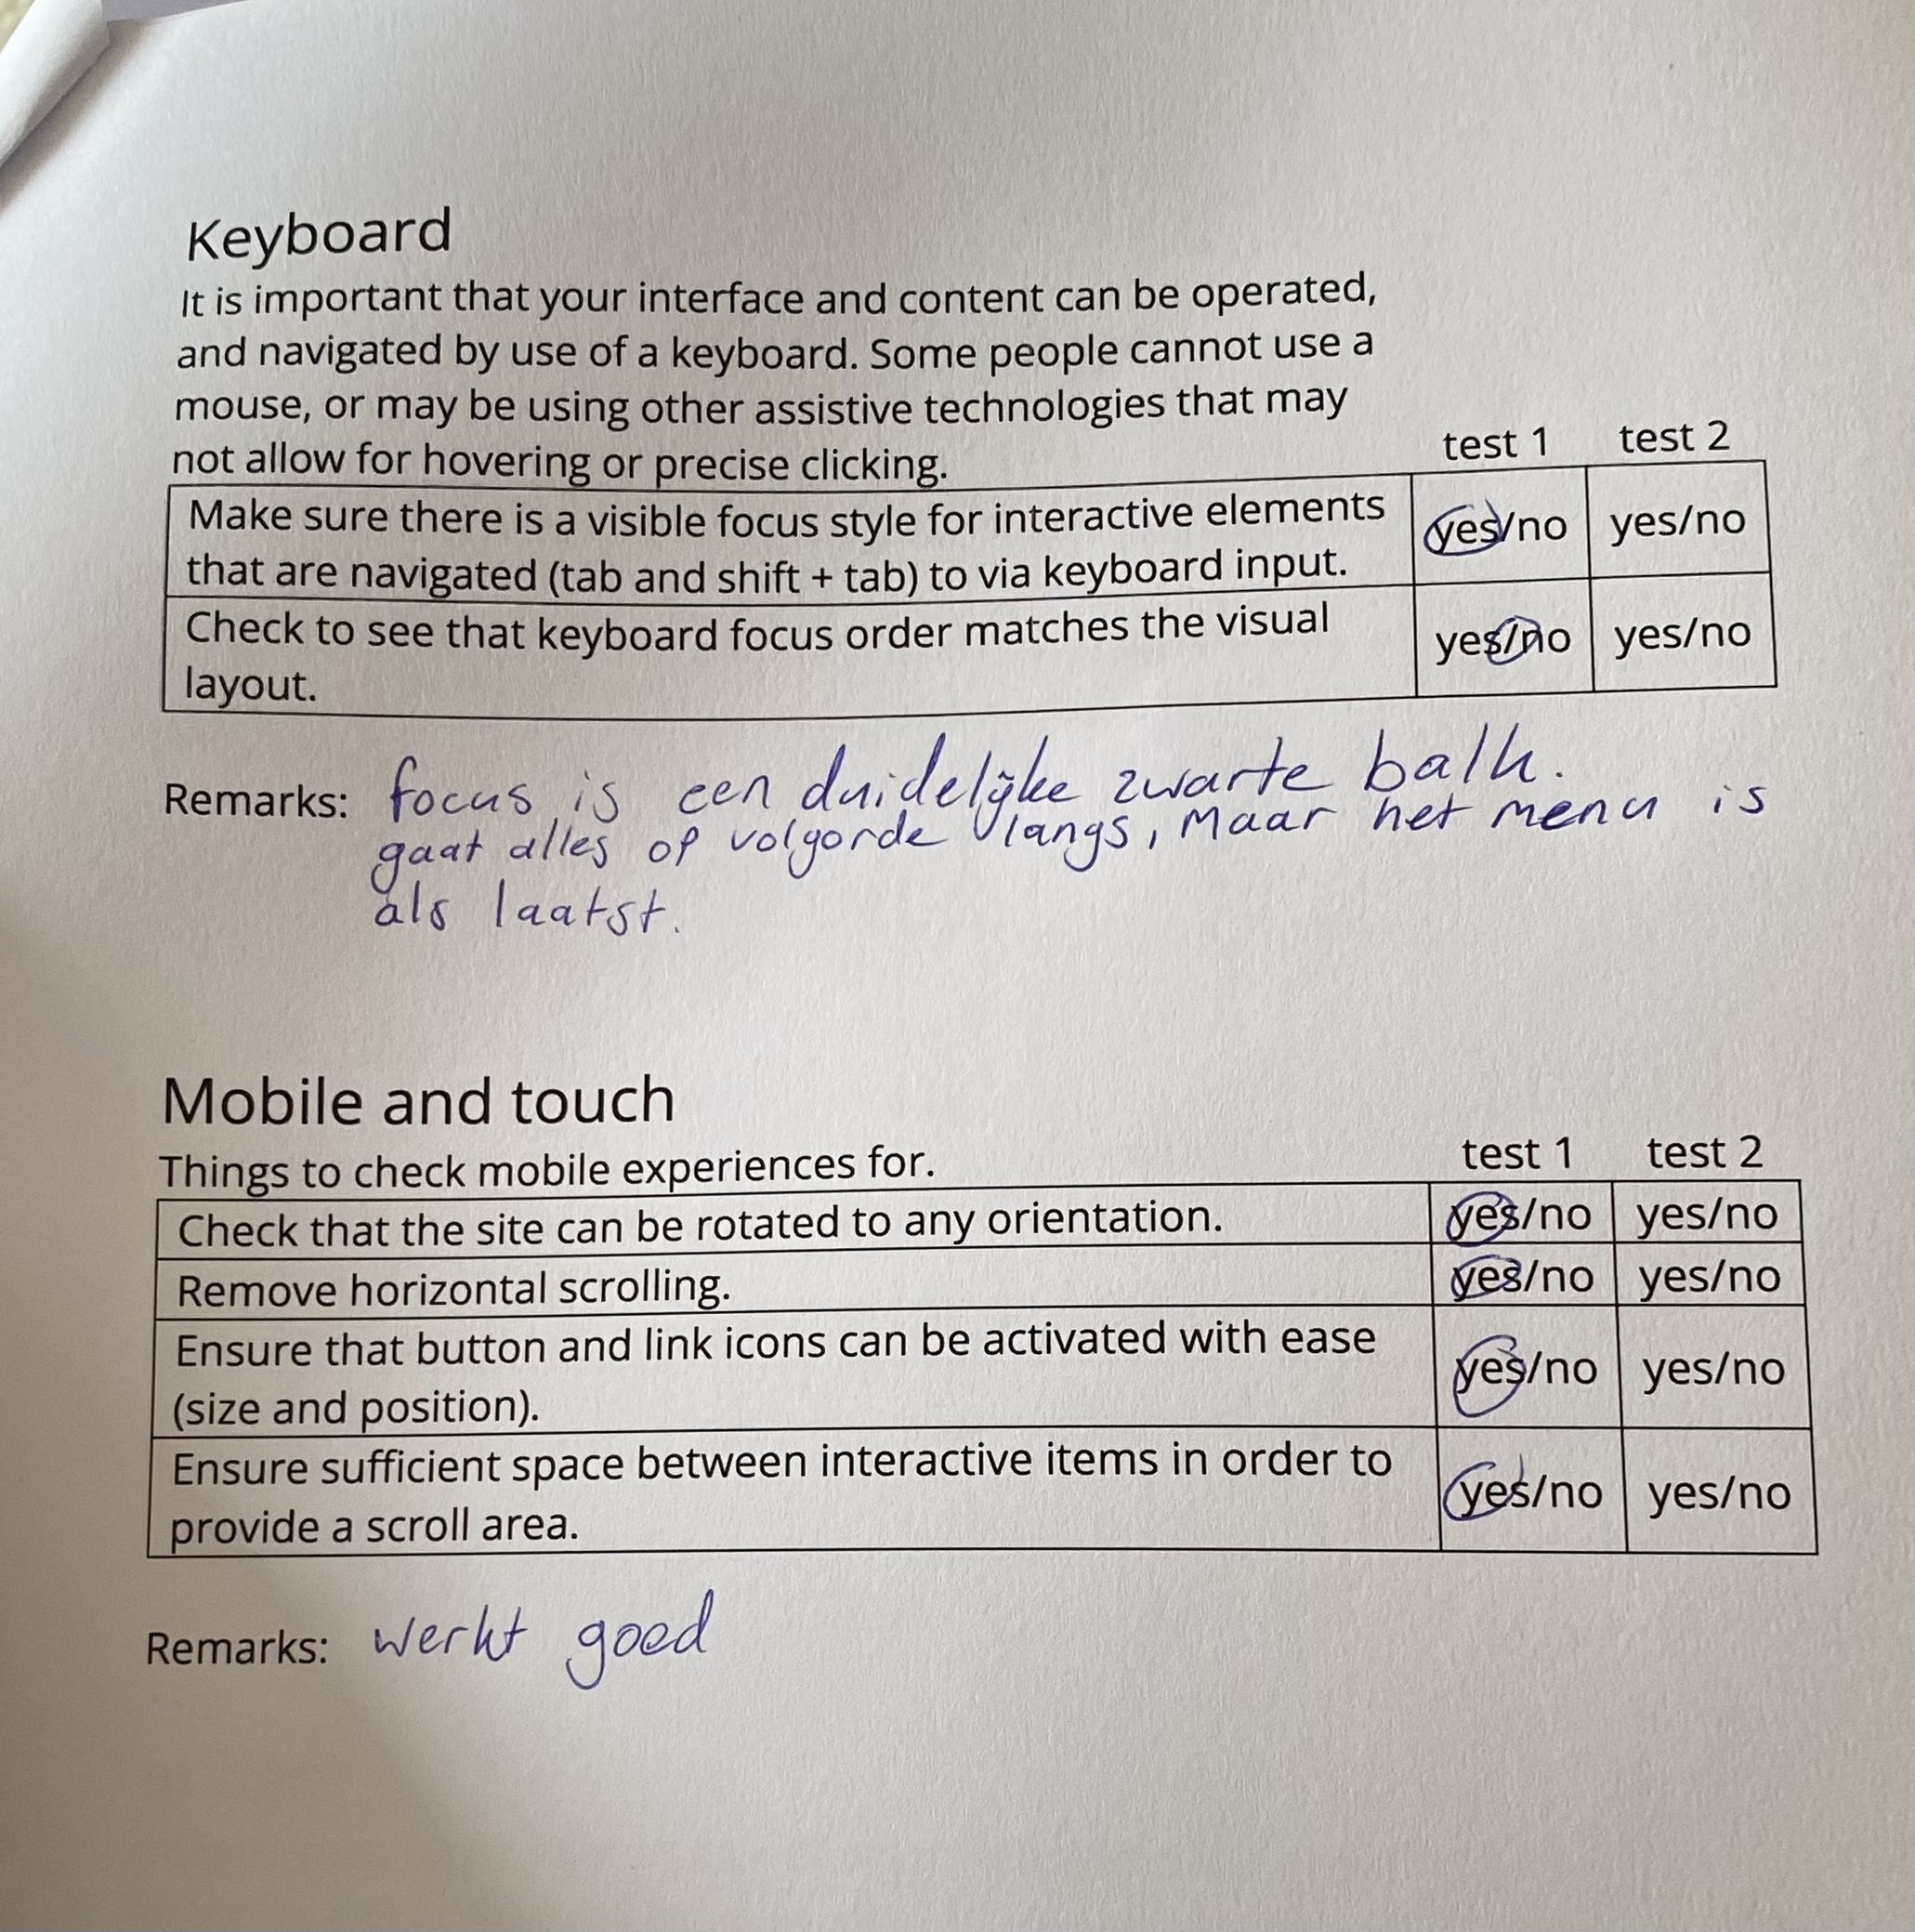 Keyboard
It is important that your interface and content can be operated,
and navigated by use of a keyboard. Some people cannot use a
mouse, or may be using other assistive technologies that may
not allow for hovering or precise clicking.
test 1 test 2
Make sure there is a visible focus style for interactive elements
that are navigated (tab and shift + tab) to via keyboard input.
yes/no yes/no
Check to see that keyboard focus order matches the visual
layout.
yes/no yes/no
Remarks: focus is een duidelijke zwarte balk.
gaat alles op volgorde langs, maar het menu is
als laatst.
Mobile and touch
Things to check mobile experiences for.
test 1 test 2
Check that the site can be rotated to any orientation. yes/no yes/no
Remove horizontal scrolling. yes/no yes/no
Ensure that button and link icons can be activated with ease
(size and position).
yes/no yes/no
Ensure sufficient space between interactive items in order to
provide a scroll area.
yes/no yes/no
Remarks: werkt goed